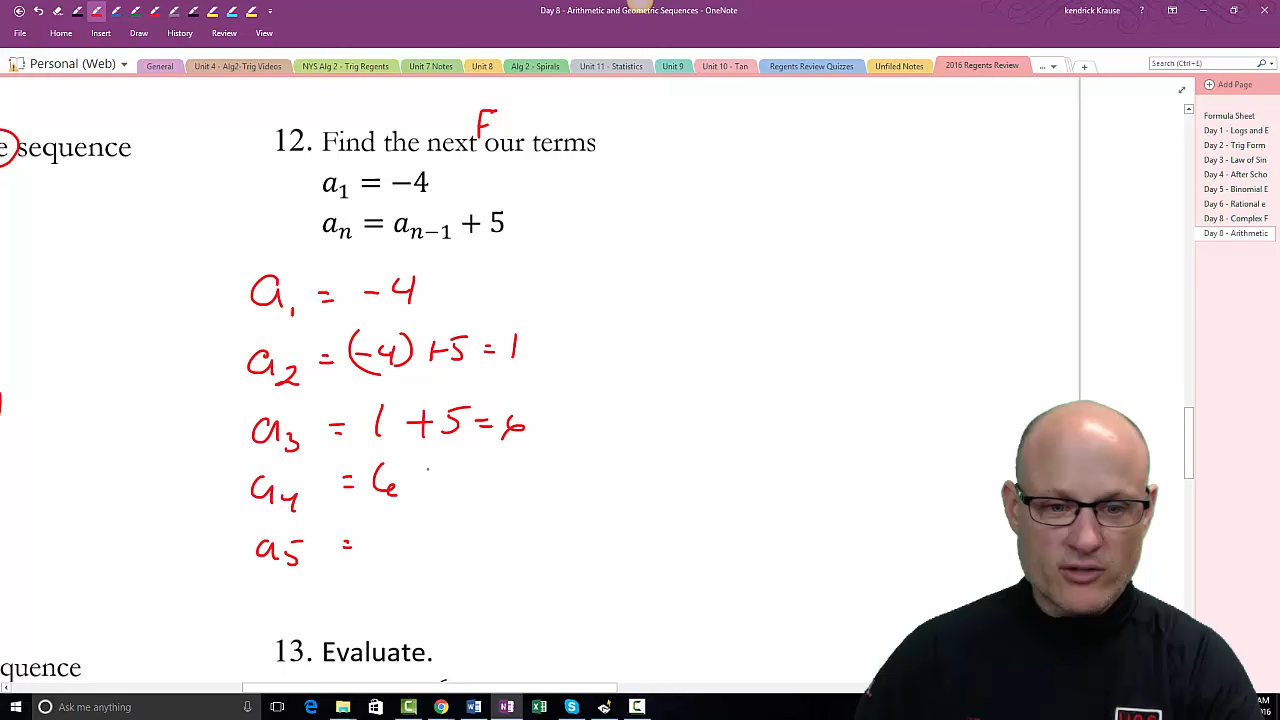 Day 8 - Arithmetic and Geometric Sequences - OneNote
kendrick Krause
File Home Insert Draw History Review View
Personal (Web)
General
Unit 4 - Alg2-Trig Videos
NYS Alg 2 - Trig Regents
Unit 7 Notes
Unit 8
Alg 2 - Spirals
Unit 11 - Statistics
Unit 9
Unit 10 - Tan
Regents Review Quizzes
Unfiled Notes
2016 Regents Review
...
Search (Ctrl+E)
Add Page
Formula Sheet
Day 1 - Logs and E
Day 2 - Trig Form
Day 3 - Law of Sin
Day 4 - After Scho
Day 5 - Binomial E
Day 6 - Rational e
Day 8 - Complex F
Day 8 - Arithmetic
e sequence
12. Find the next Four terms
a₁ = −4
aₙ = aₙ₋₁ + 5
a₁ = -4
a₂ = (-4) +5 = 1
a₃ = 1 + 5 = 6
a₄ = 6
a₅ =
13. Evaluate.
quence
Ask me anything